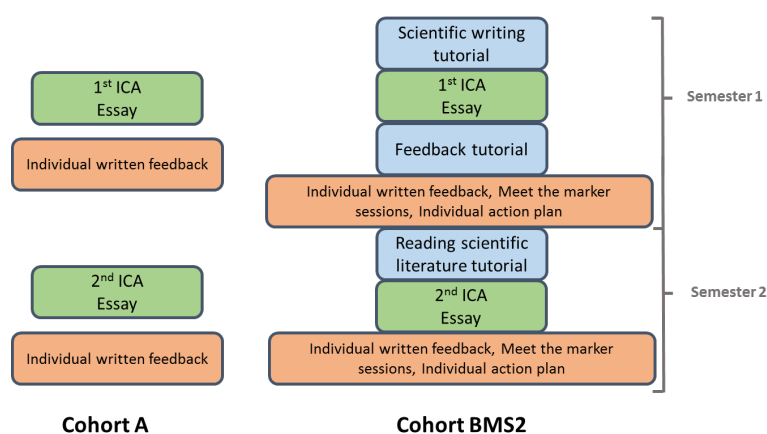 1st ICA
Essay
Individual written feedback
2nd ICA
Essay
Individual written feedback
Cohort A
Scientific writing
tutorial
1st ICA
Essay
Feedback tutorial
Individual written feedback, Meet the marker
sessions, Individual action plan
Reading scientific
literature tutorial
2nd ICA
Essay
Individual written feedback, Meet the marker
sessions, Individual action plan
Cohort BMS2
Semester 1
Semester 2